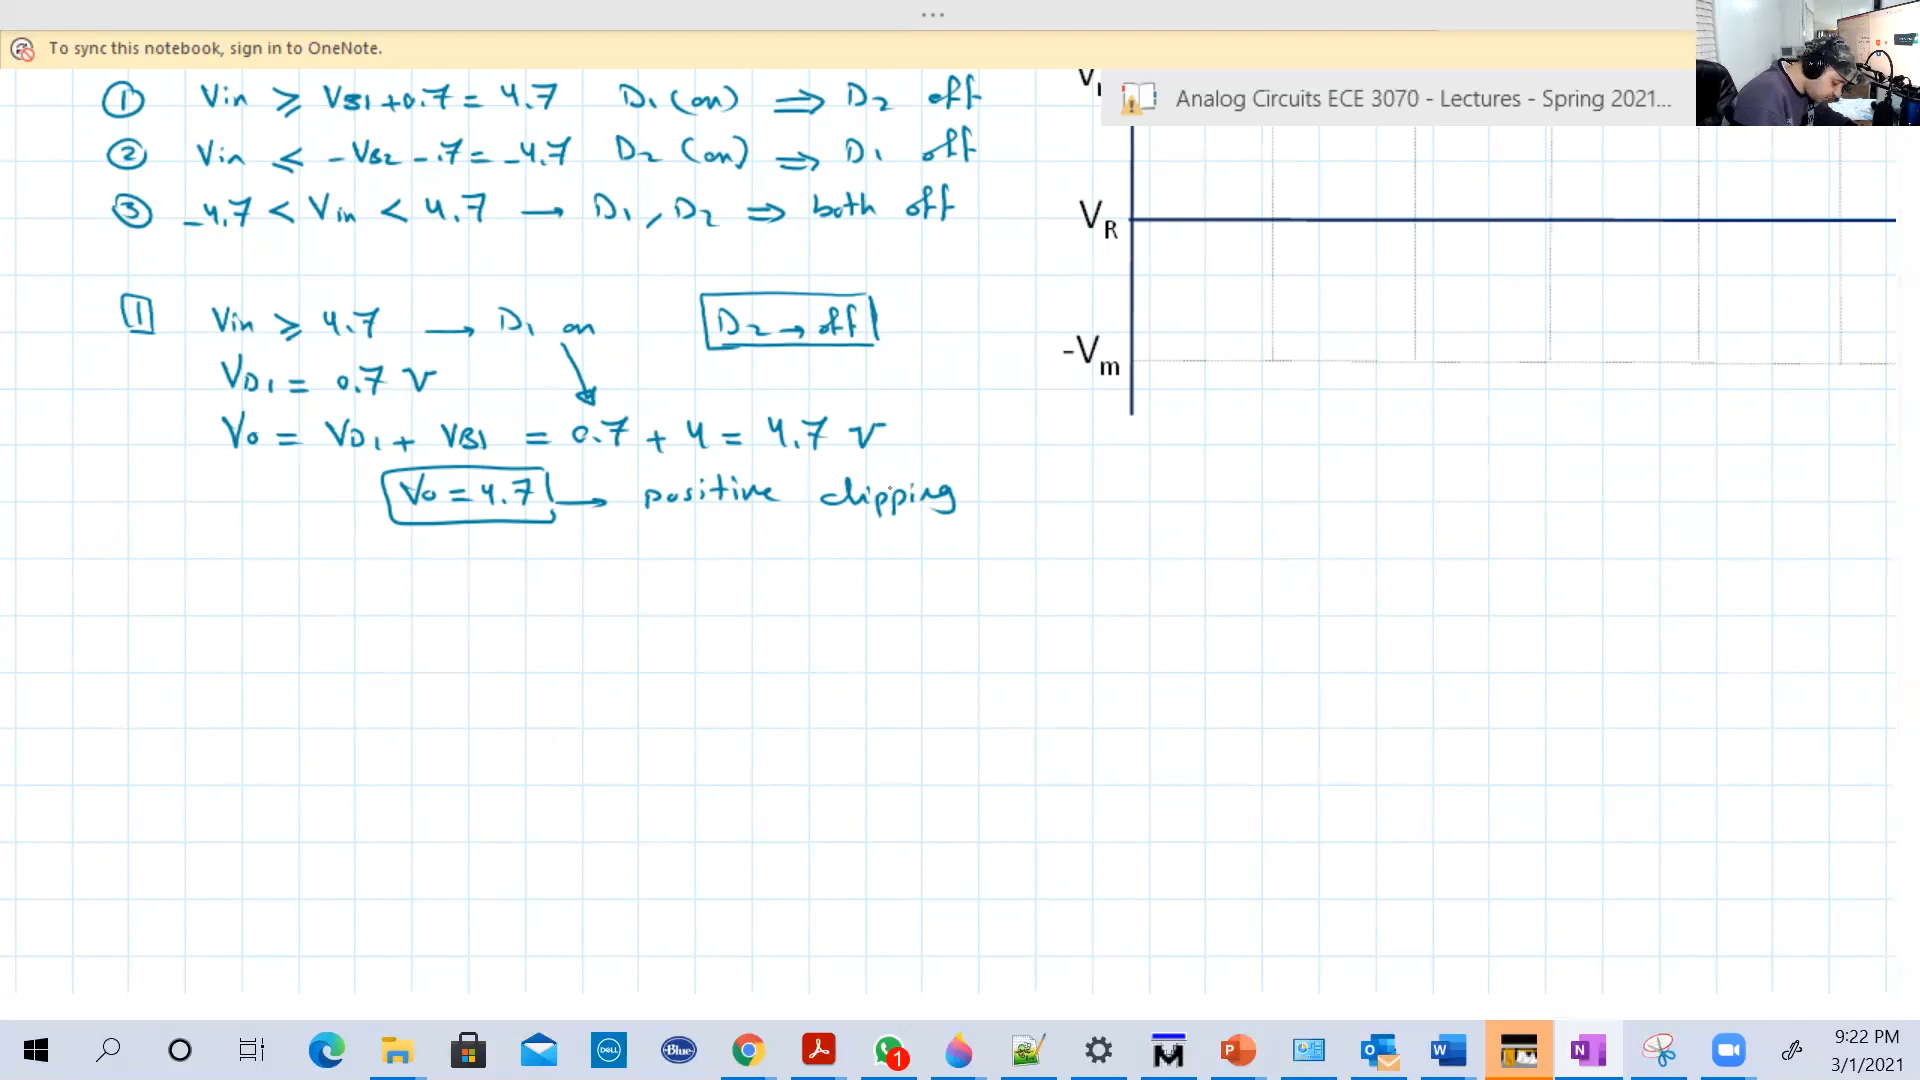 To sync this notebook, sign in to OneNote.
① Vin ≥ VB1 + 0.7 = 4.7 D1 (on) ⇒ D2 off
② Vin ≤ -VB2 - .7 = -4.7 D2 (on) ⇒ D1 off
③ -4.7 < Vin < 4.7 → D1, D2 ⇒ both off
1 Vin ≥ 4.7 → D1 on D2 → off
VD1 = 0.7 V
Vo = VD1 + VB1 = 0.7 + 4 = 4.7 V
Vo = 4.7 → positive clipping
Analog Circuits ECE 3070 - Lectures - Spring 2021...
VR
-Vm
DELL
Blue
1
9:22 PM
3/1/2021